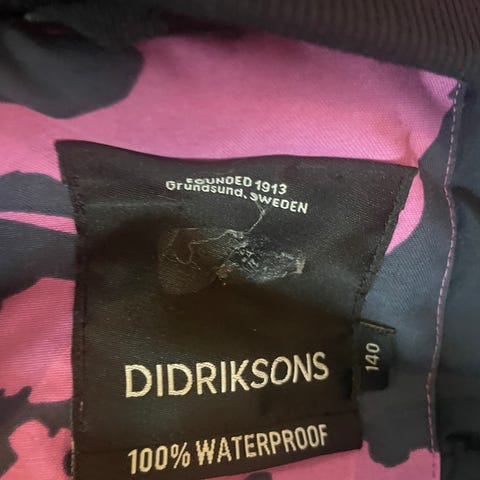 FOUNDED 1913
Grundsund, SWEDEN
DIDRIKSONS
140
100% WATERPROOF